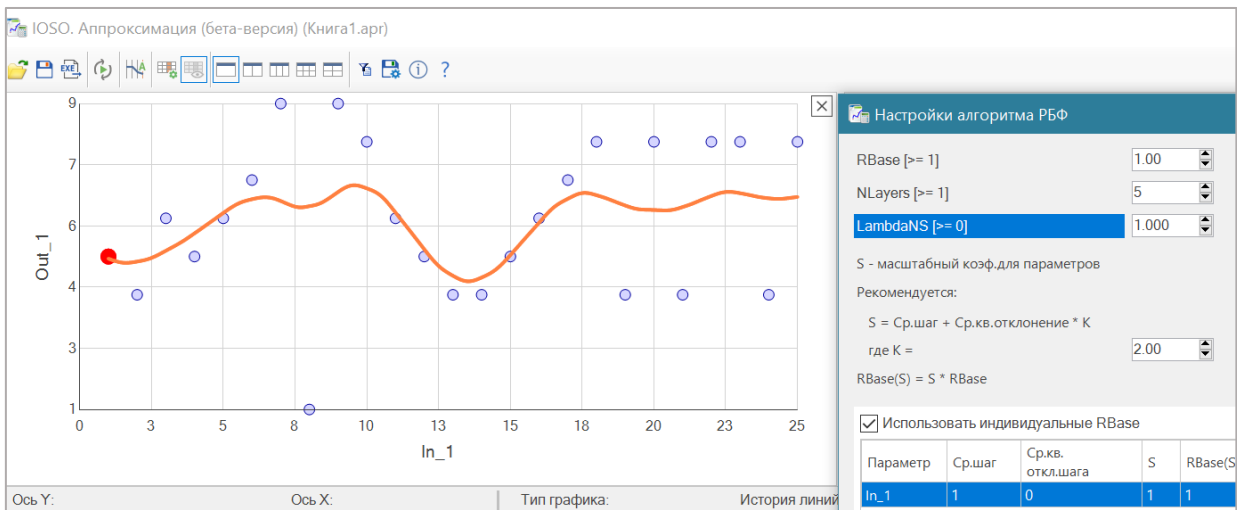 IOSO. Аппроксимация (бета-версия) (Книга1.apr)
EXE
?
Настройки алгоритма РБФ
RBase [>= 1] 1.00
NLayers [>= 1] 5
LambdaNS [>= 0] 1.000
S - масштабный коэф.для параметров
Рекомендуется:
S = Ср.шаг + Ср.кв.отклонение * K
где K = 2.00
RBase(S) = S * RBase
Использовать индивидуальные RBase
Параметр Ср.шаг Ср.кв. откл.шага S RBase(S
In_1 1 0 1 1
9
7
6
4
3
1
Out_1
0 3 5 8 10 13 15 18 20 23 25
In_1
Ось Y: Ось X: Тип графика: История линий